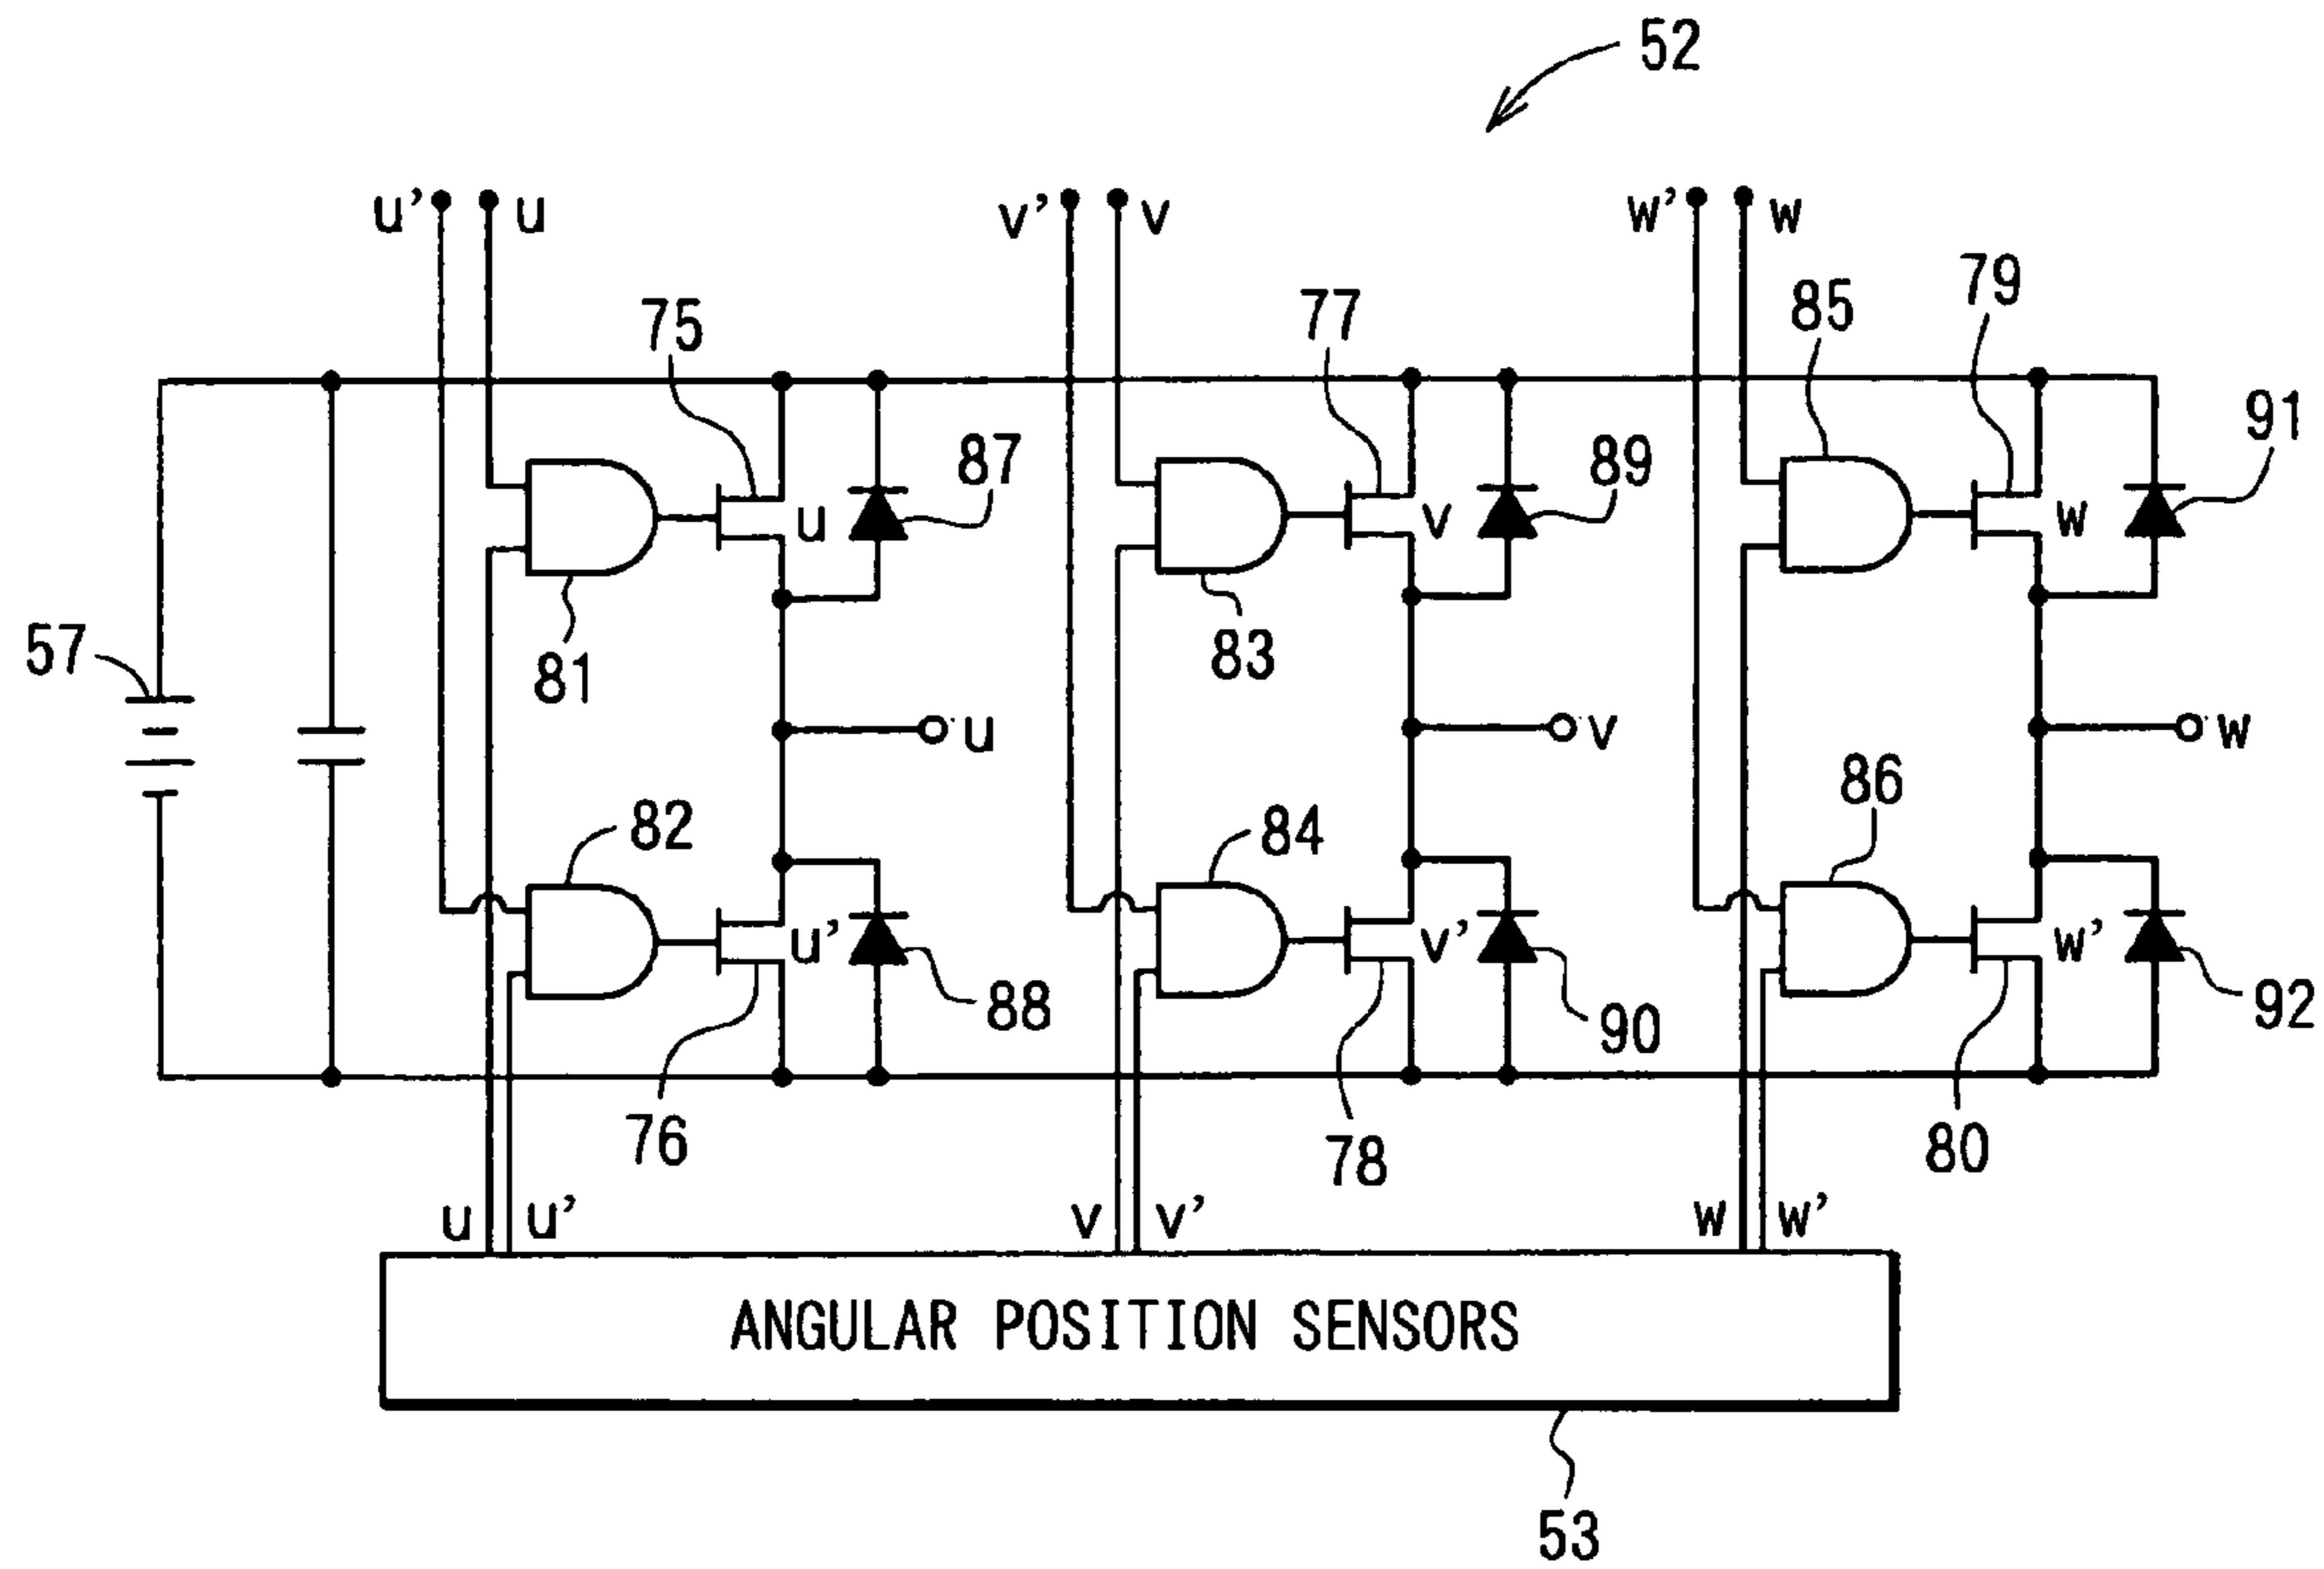 52
u' u v' v w' w
75 77 85 79
87 89 91
u v w
57 81 83
u v w
82 84 86
u' v' w'
88 90 92
76 78 80
u u' v v' w w'
ANGULAR POSITION SENSORS
53